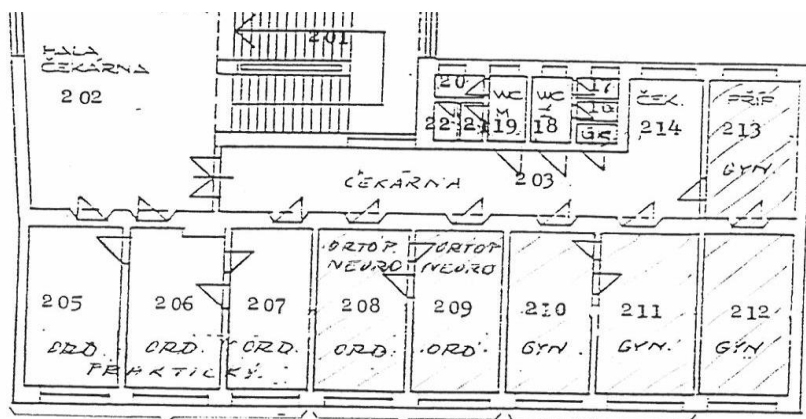 201
HALA
ČEKÁRNA
202
20
22
21
WC
M
19
WC
18
17
16
ČEK.
214
PŘÍP
213
GYN.
ČEKÁRNA
203
205
ORD
206
ORD.
207
ORD.
PRAKTICKÝ.
ORTOP.
NEURO
208
ORD.
ORTOP
NEURO
209
ORD.
210
GYN.
211
GYN.
212
GYN